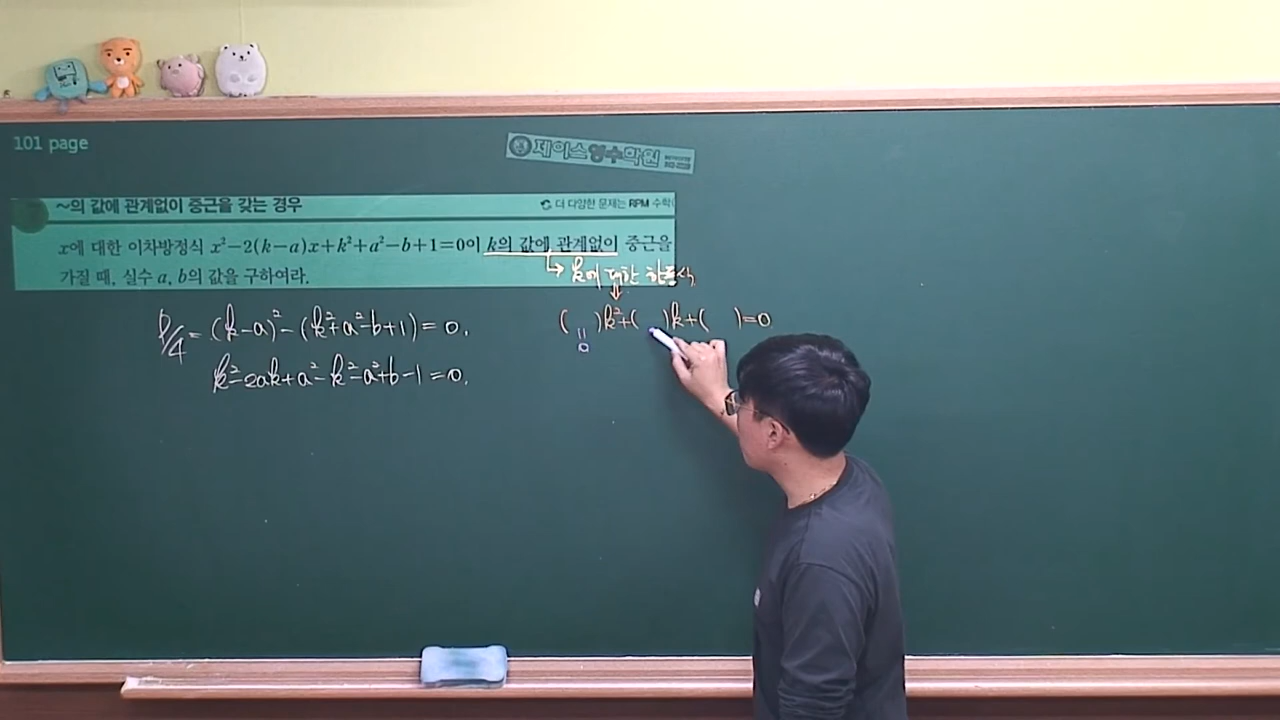 101 page
제이스영수학원
~의 값에 관계없이 중근을 갖는 경우
더 다양한 문제는 RPM 수학(
x에 대한 이차방정식 x²−2(k−a)x+k²+a²−b+1=0이 k의 값에 관계없이 중근을
가질 때, 실수 a, b의 값을 구하여라.
→ k에 대한 항등식
D/4 = (k-a)² - (k²+a²-b+1) = 0.
k²-2ak+a²-k²-a²+b-1=0.
( )k²+( )k+( )=0
=
0